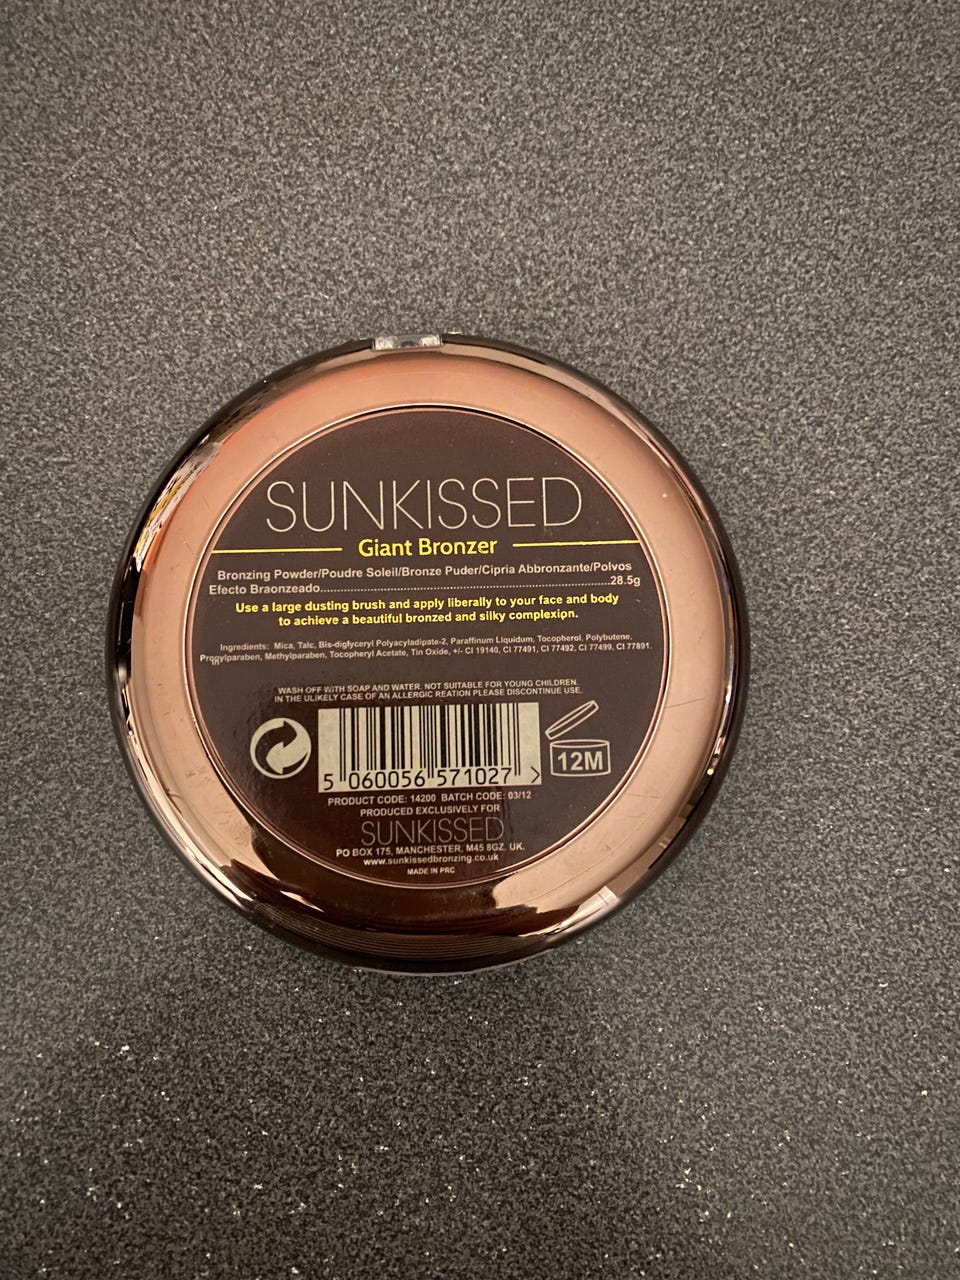 SUNKISSED
Giant Bronzer
Bronzing Powder/Poudre Soleil/Bronze Puder/Cipria Abbronzante/Polvos
Efecto Braonzeado..............................................................................28.5g
Use a large dusting brush and apply liberally to your face and body
to achieve a beautiful bronzed and silky complexion.
Ingredients: Mica, Talc, Bis-diglyceryl Polyacyladipate-2, Paraffinum Liquidum, Tocopherol, Polybutene,
Propylparaben, Methylparaben, Tocopheryl Acetate, Tin Oxide, +/- CI 19140, CI 77491, CI 77492, CI 77499, CI 77891.
WASH OFF WITH SOAP AND WATER. NOT SUITABLE FOR YOUNG CHILDREN.
IN THE ULIKELY CASE OF AN ALLERGIC REATION PLEASE DISCONTINUE USE.
12M
5 060056 571027 >
PRODUCT CODE: 14200 BATCH CODE: 03/12
PRODUCED EXCLUSIVELY FOR
SUNKISSED
PO BOX 175, MANCHESTER, M45 8GZ, UK.
www.sunkissedbronzing.co.uk
MADE IN PRC